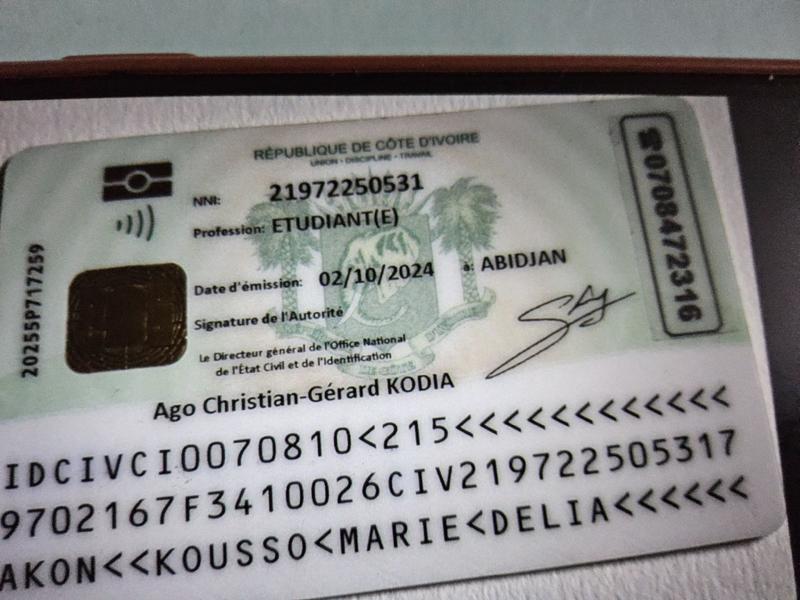 RÉPUBLIQUE DE CÔTE D'IVOIRE
UNION - DISCIPLINE - TRAVAIL
NNI: 21972250531
Profession: ETUDIANT(E)
Date d'émission: 02/10/2024 à: ABIDJAN
Signature de l'Autorité
Le Directeur général de l'Office National
de l'État Civil et de l'Identification
Ago Christian-Gérard KODIA
20255P717259
☎0708472316
IDCIVCI0070810<215<<<<<<<<<<<<
9702167F3410026CIV219722505317
AKON<<KOUSSO<MARIE<DELIA<<<<<<